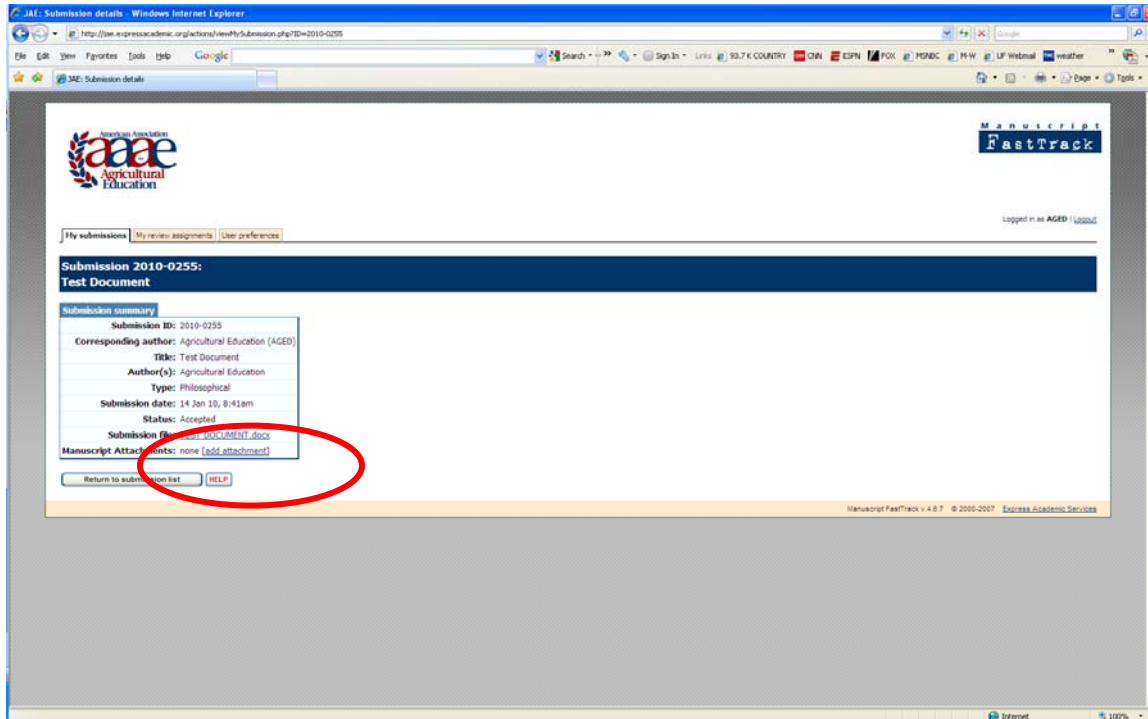 JAE: Submission details - Windows Internet Explorer
http://jae.expressacademic.org/actions/viewMySubmission.php?ID=2010-0255
Google
File Edit View Favorites Tools Help Google Search Sign In Links 93.7 K COUNTRY CNN ESPN FOX MSNBC M-W UF Webmail weather
JAE: Submission details Page Tools
American Association
aaae
Agricultural
Education
Manuscript
FastTrack
Logged in as AGED | Logout
My submissions My review assignments User preferences
Submission 2010-0255:
Test Document
Submission summary
Submission ID: 2010-0255
Corresponding author: Agricultural Education (AGED)
Title: Test Document
Author(s): Agricultural Education
Type: Philosophical
Submission date: 14 Jan 10, 8:41am
Status: Accepted
Submission file: TEST DOCUMENT.docx
Manuscript Attachments: none [add attachment]
Return to submission list HELP
Manuscript FastTrack v.4.6.7 © 2000-2007 Express Academic Services
Internet 100%